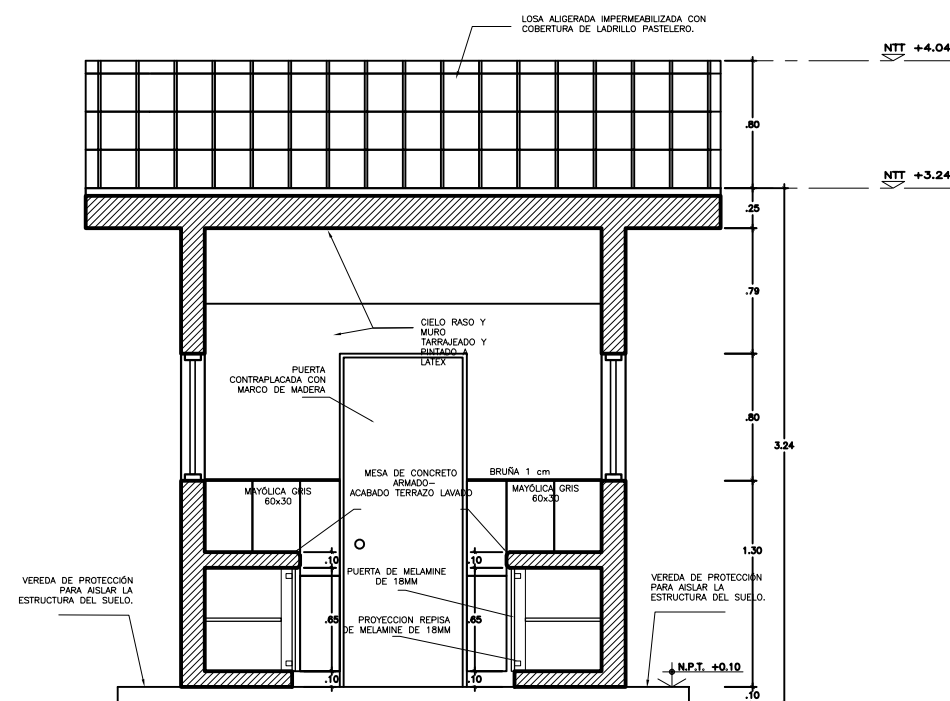 LOSA ALIGERADA IMPERMEABILIZADA CON
COBERTURA DE LADRILLO PASTELERO.
NTT +4.04
.80
NTT +3.24
.25
.79
CIELO RASO Y
MURO
TARRAJEADO Y
PINTADO A
LATEX
PUERTA
CONTRAPLACADA CON
MARCO DE MADERA
.80
3.24
MESA DE CONCRETO
ARMADO-
ACABADO TERRAZO LAVADO
BRUÑA 1 cm
MAYÓLICA GRIS
60x30
MAYÓLICA GRIS
60x30
1.30
.10
.10
PUERTA DE MELAMINE
DE 18MM
VEREDA DE PROTECCIÓN
PARA AISLAR LA
ESTRUCTURA DEL SUELO.
VEREDA DE PROTECCIÓN
PARA AISLAR LA
ESTRUCTURA DEL SUELO.
.65
.65
PROYECCION REPISA
DE MELAMINE DE 18MM
N.P.T. +0.10
.10
.10
.10